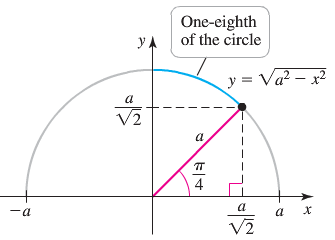 One-eighth
of the circle
y
y = √(a² − x²)
a/√2
a
π/4
−a
a/√2
a
x